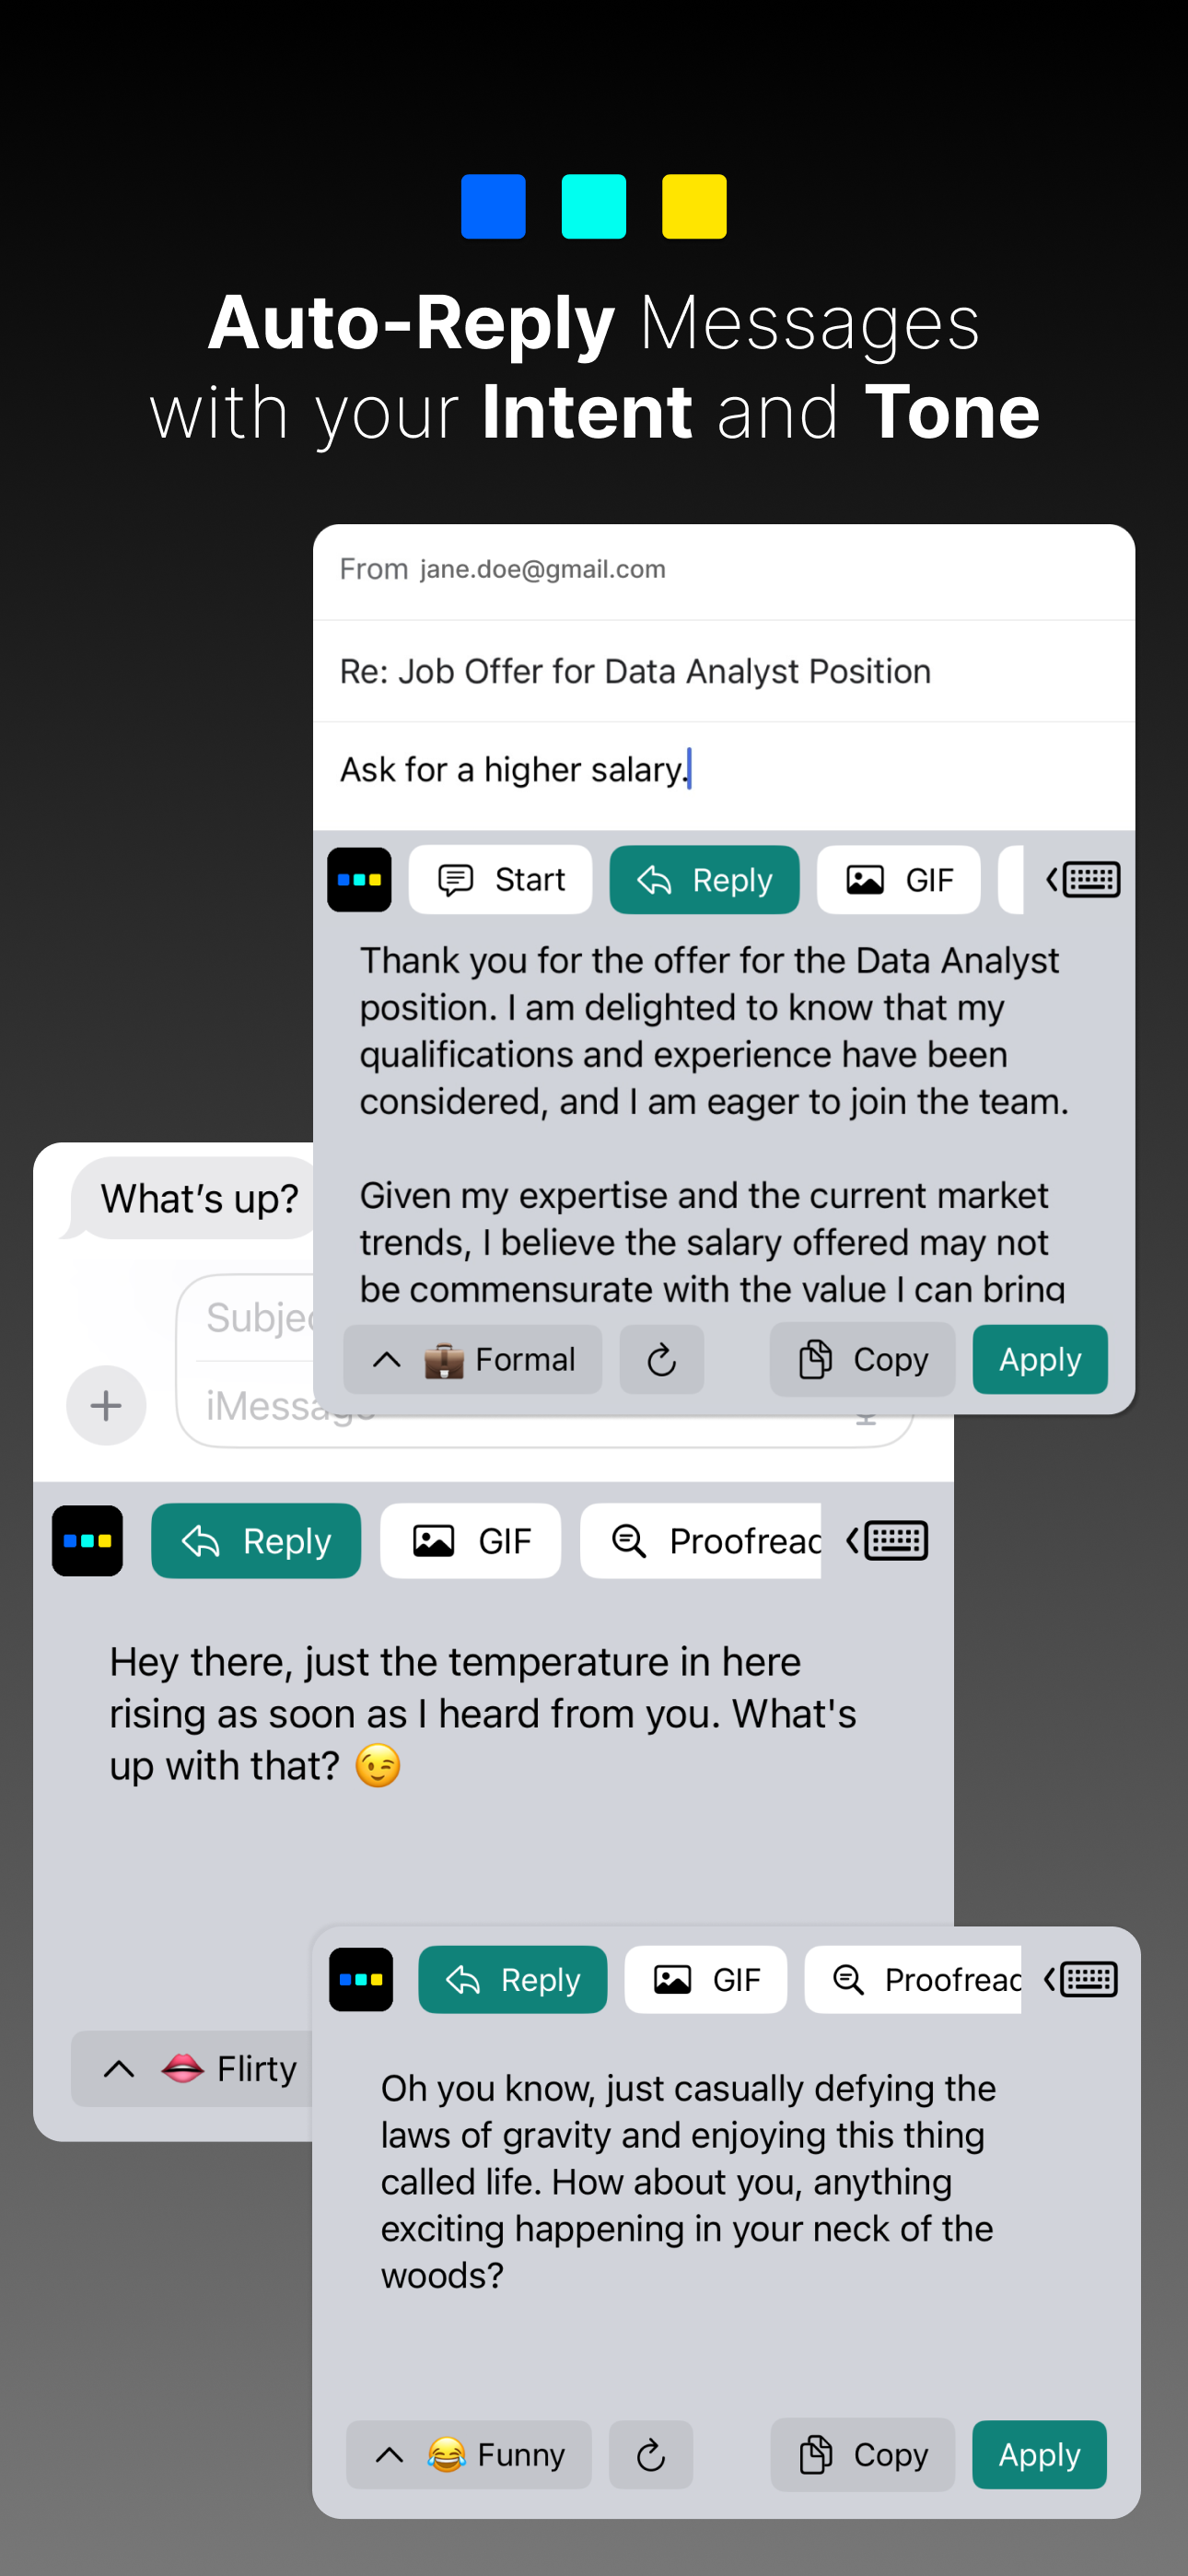 Auto-Reply Messages
with your Intent and Tone
From jane.doe@gmail.com
Re: Job Offer for Data Analyst Position
Ask for a higher salary.
Start
Reply
GIF
Thank you for the offer for the Data Analyst
position. I am delighted to know that my
qualifications and experience have been
considered, and I am eager to join the team.
Given my expertise and the current market
trends, I believe the salary offered may not
be commensurate with the value I can bring
Formal
Copy
Apply
What's up?
Subjec
iMessage
Reply
GIF
Proofread
Hey there, just the temperature in here
rising as soon as I heard from you. What's
up with that? 😉
Flirty
Reply
GIF
Proofread
Oh you know, just casually defying the
laws of gravity and enjoying this thing
called life. How about you, anything
exciting happening in your neck of the
woods?
Funny
Copy
Apply